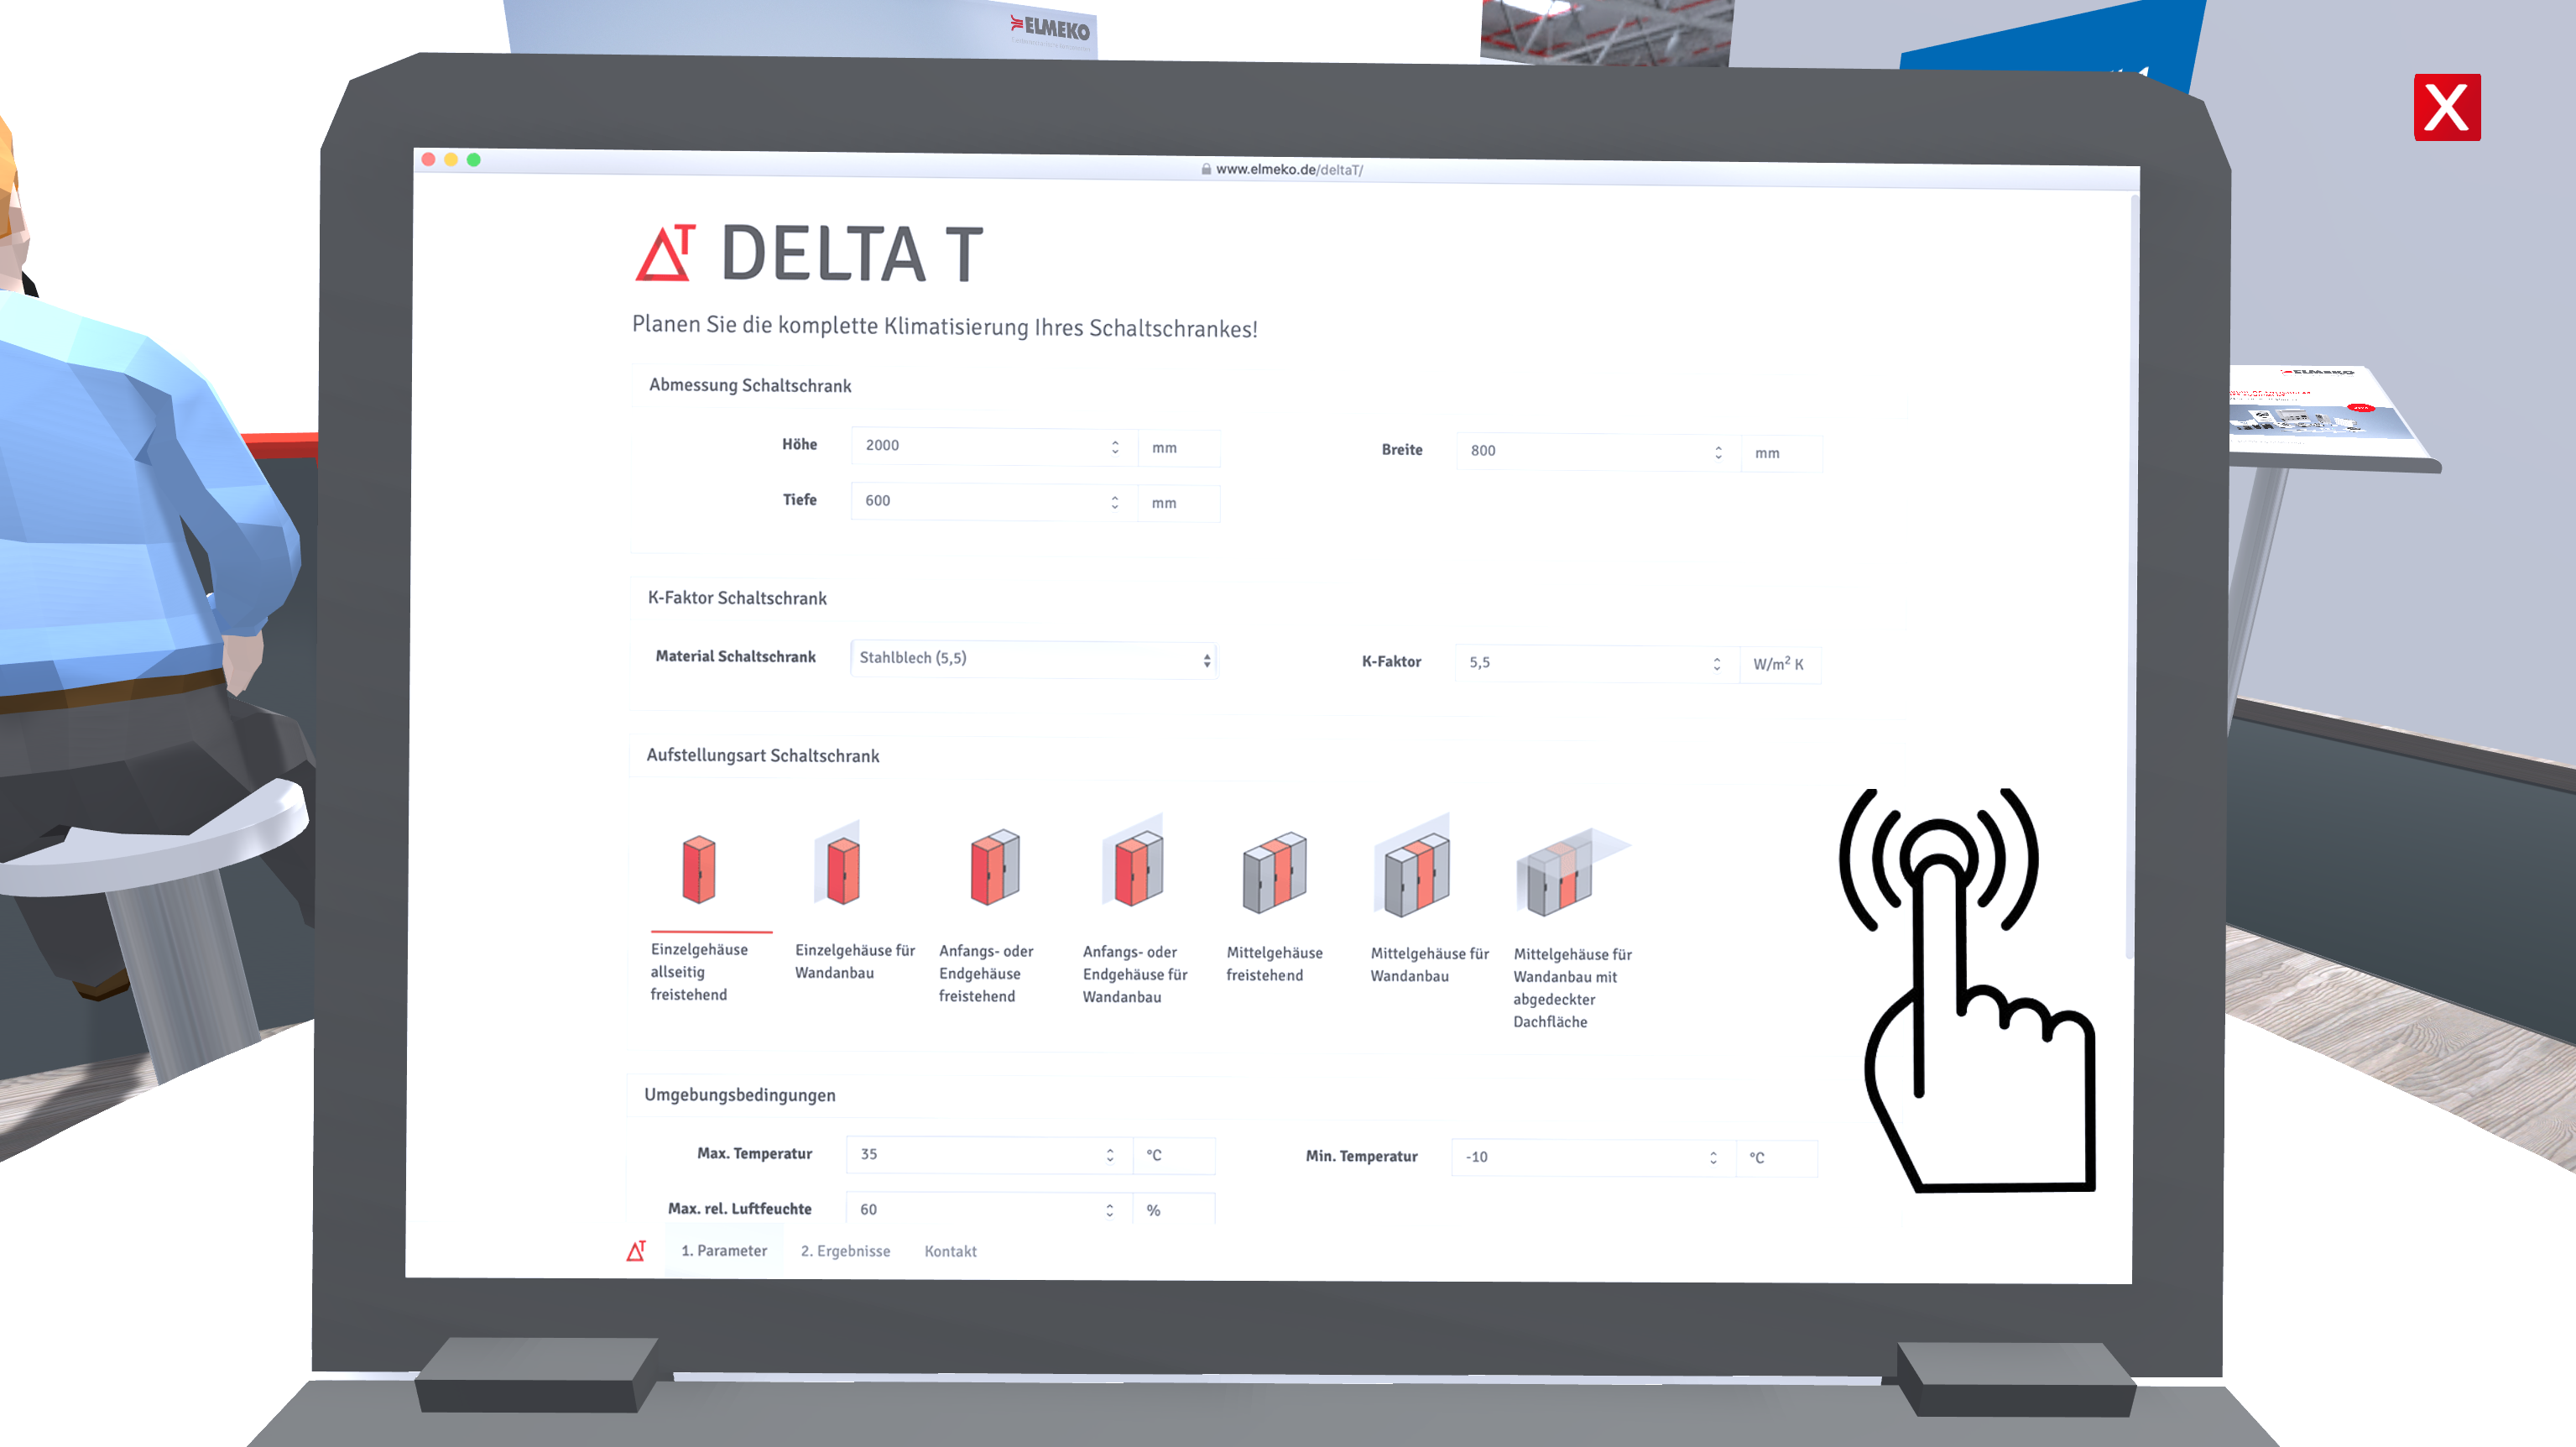 ELMEKO
X
www.elmeko.de/deltaT/
ΔT DELTA T
Planen Sie die komplette Klimatisierung Ihres Schaltschrankes!
Abmessung Schaltschrank
Höhe 2000 mm Breite 800 mm
Tiefe 600 mm
K-Faktor Schaltschrank
Material Schaltschrank Stahlblech (5,5) K-Faktor 5,5 W/m² K
Aufstellungsart Schaltschrank
Einzelgehäuse
allseitig
freistehend
Einzelgehäuse für
Wandanbau
Anfangs- oder
Endgehäuse
freistehend
Anfangs- oder
Endgehäuse für
Wandanbau
Mittelgehäuse
freistehend
Mittelgehäuse für
Wandanbau
Mittelgehäuse für
Wandanbau mit
abgedeckter
Dachfläche
Umgebungsbedingungen
Max. Temperatur 35 °C Min. Temperatur -10 °C
Max. rel. Luftfeuchte 60 %
ΔT 1. Parameter 2. Ergebnisse Kontakt
ELMEKO